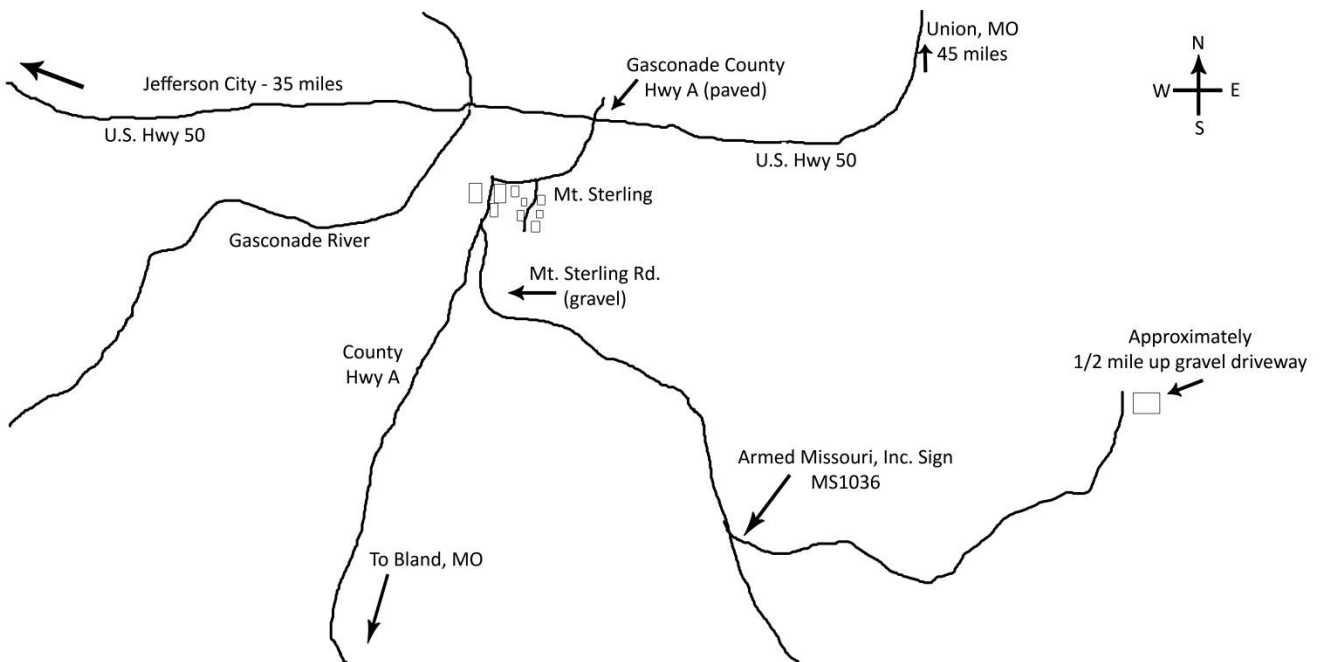 Union, MO
45 miles
N
W E
S
Gasconade County
Hwy A (paved)
Jefferson City - 35 miles
U.S. Hwy 50
U.S. Hwy 50
Mt. Sterling
Gasconade River
Mt. Sterling Rd.
(gravel)
County
Hwy A
Approximately
1/2 mile up gravel driveway
Armed Missouri, Inc. Sign
MS1036
To Bland, MO